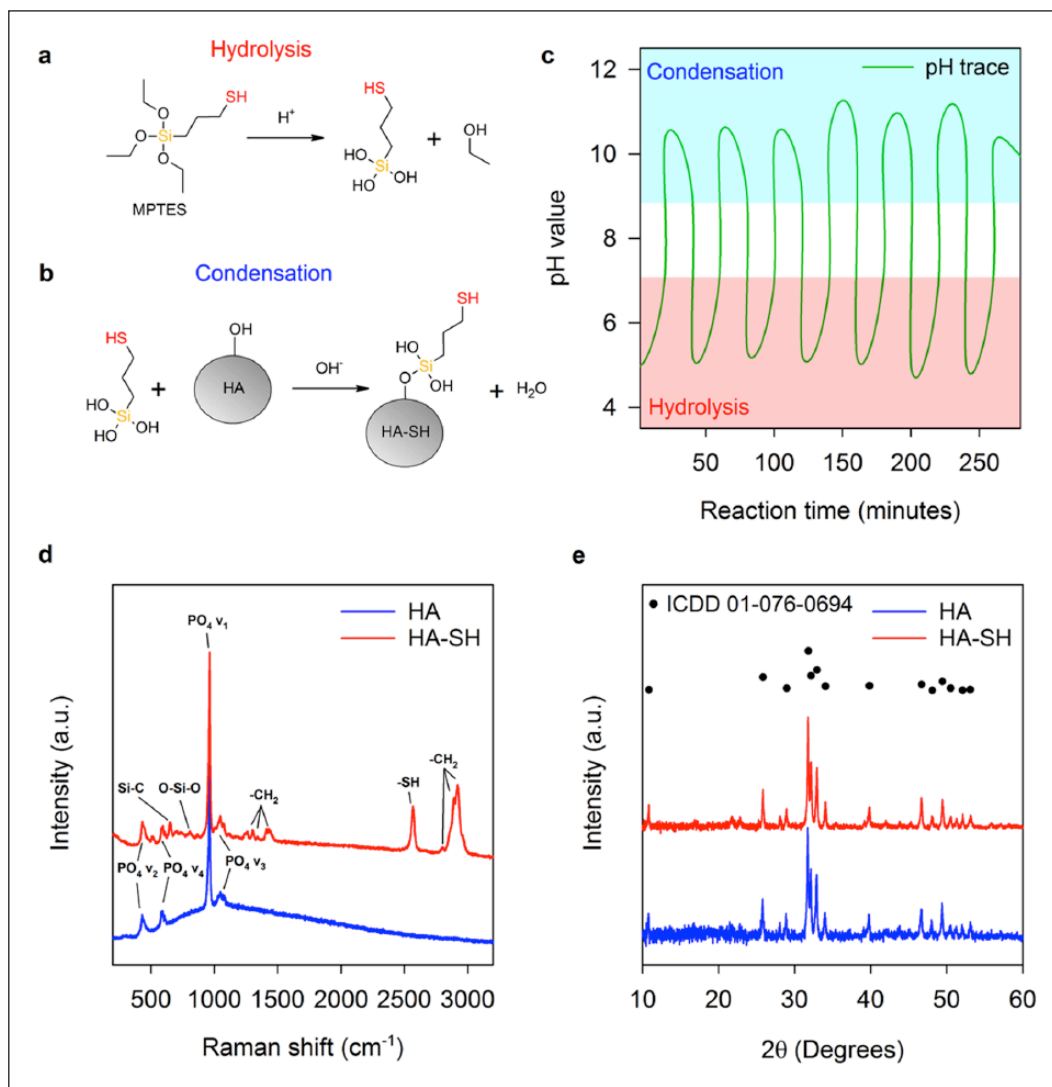 a
Hydrolysis
SH
O
O
Si
O
H⁺
HS
HO
Si
HO
OH
+
OH
MPTES
b
Condensation
HS
HO
Si
HO
OH
+
OH
HA
OH⁻
SH
HO
Si
O
OH
HA-SH
+ H₂O
c
Condensation
pH trace
Hydrolysis
pH value
12
10
8
6
4
50 100 150 200 250
Reaction time (minutes)
d
HA
HA-SH
PO₄ v₁
Si-C
O-Si-O
-CH₂
-SH
-CH₂
PO₄ v₂
PO₄ v₄
PO₄ v₃
Intensity (a.u.)
500 1000 1500 2000 2500 3000
Raman shift (cm⁻¹)
e
ICDD 01-076-0694
HA
HA-SH
Intensity (a.u.)
10 20 30 40 50 60
2θ (Degrees)